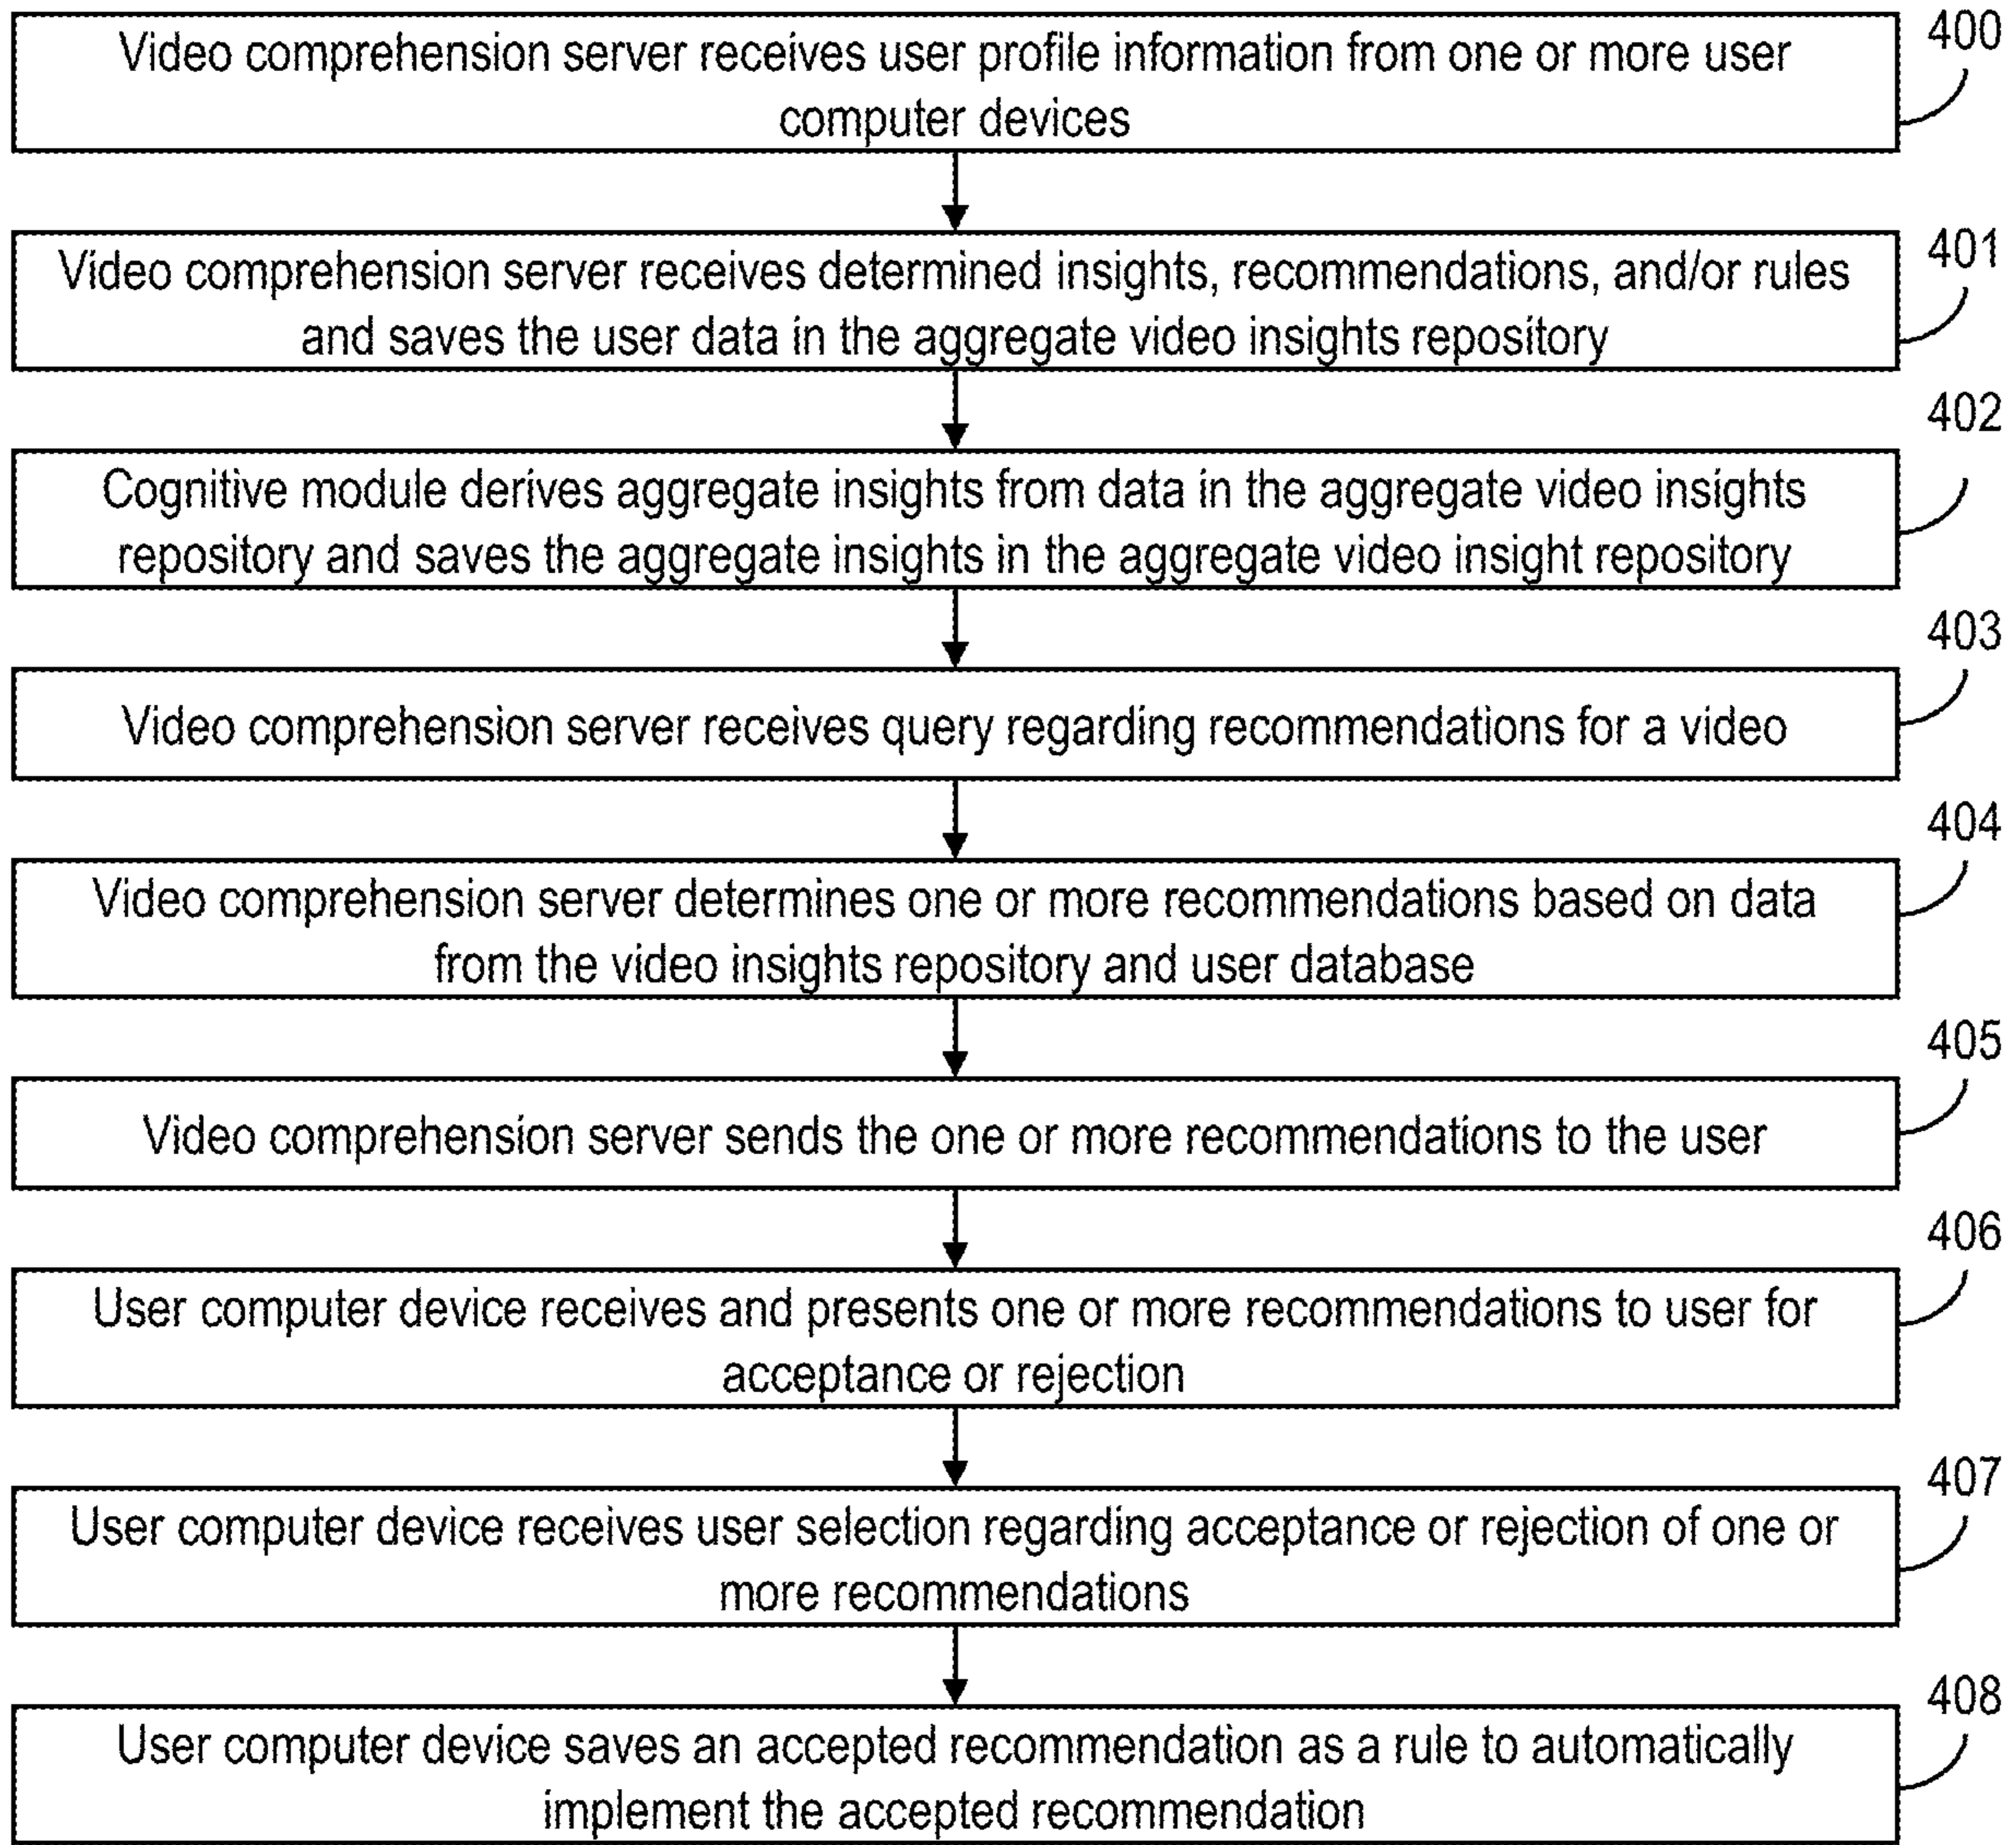 400
Video comprehension server receives user profile information from one or more user
computer devices
401
Video comprehension server receives determined insights, recommendations, and/or rules
and saves the user data in the aggregate video insights repository
402
Cognitive module derives aggregate insights from data in the aggregate video insights
repository and saves the aggregate insights in the aggregate video insight repository
403
Video comprehension server receives query regarding recommendations for a video
404
Video comprehension server determines one or more recommendations based on data
from the video insights repository and user database
405
Video comprehension server sends the one or more recommendations to the user
406
User computer device receives and presents one or more recommendations to user for
acceptance or rejection
407
User computer device receives user selection regarding acceptance or rejection of one or
more recommendations
408
User computer device saves an accepted recommendation as a rule to automatically
implement the accepted recommendation